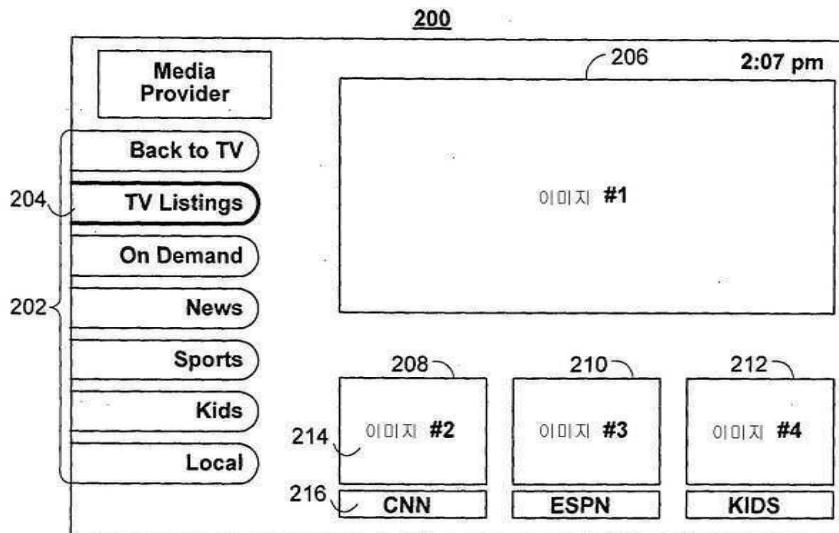 200
Media
Provider
2:07 pm
206
Back to TV
204
TV Listings
이미지 #1
On Demand
202
News
Sports
208
210
212
Kids
214
이미지 #2
이미지 #3
이미지 #4
Local
216
CNN
ESPN
KIDS